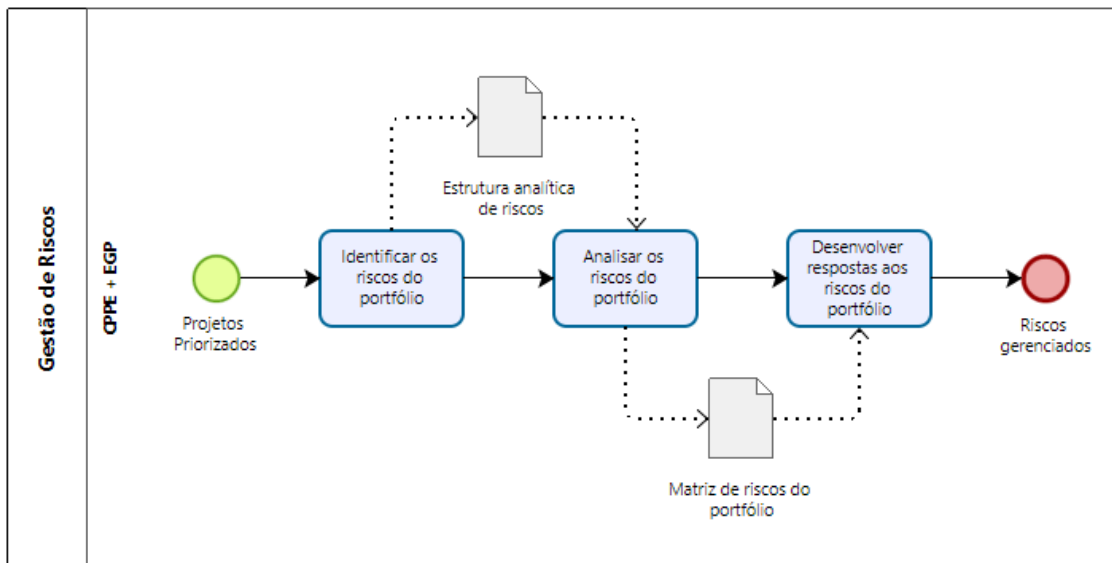 Gestão de Riscos
CPPE + EGP
Projetos
Priorizados
Identificar os
riscos do
portfólio
Estrutura analítica
de riscos
Analisar os
riscos do
portfólio
Matriz de riscos do
portfólio
Desenvolver
respostas aos
riscos do
portfólio
Riscos
gerenciados